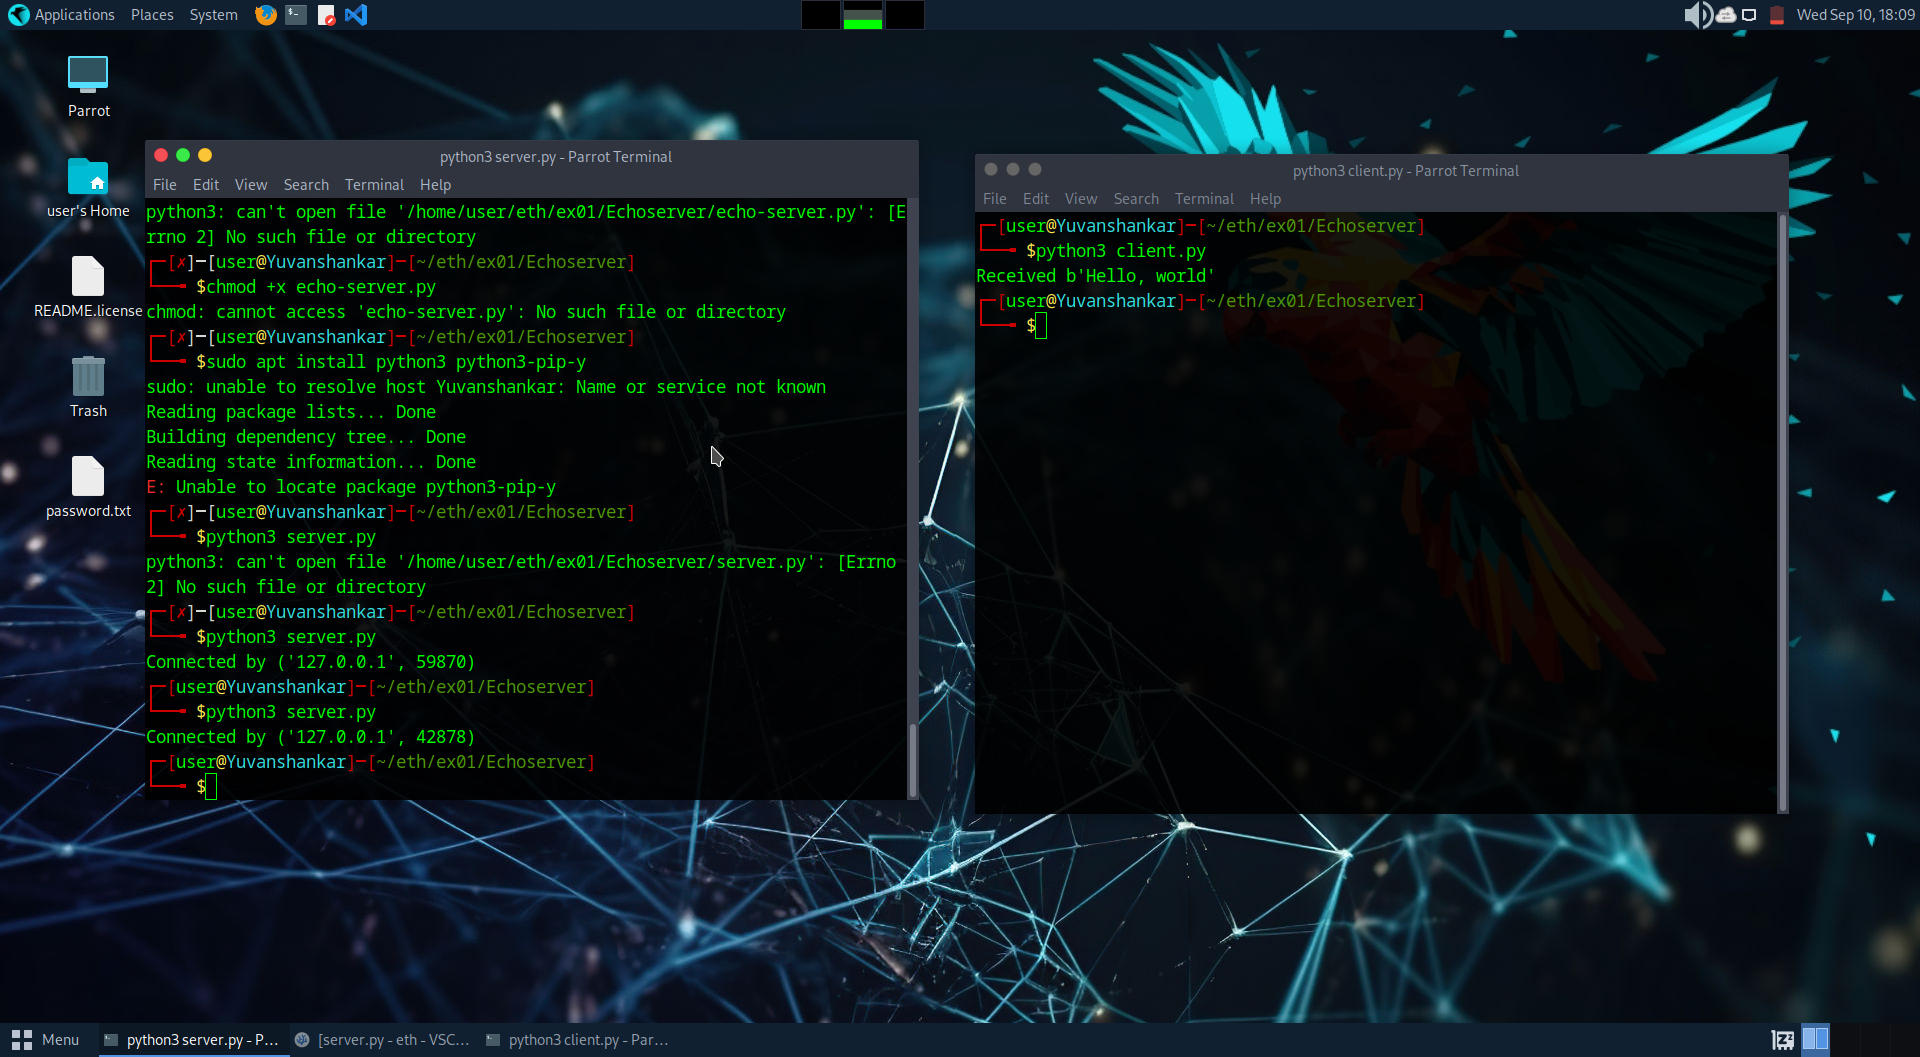 Applications Places System
Wed Sep 10, 18:09
Parrot
user's Home
README.license
Trash
password.txt
python3 server.py - Parrot Terminal
File Edit View Search Terminal Help
python3: can't open file '/home/user/eth/ex01/Echoserver/echo-server.py': [E
rrno 2] No such file or directory
[✗]-[user@Yuvanshankar]-[~/eth/ex01/Echoserver]
$chmod +x echo-server.py
chmod: cannot access 'echo-server.py': No such file or directory
[✗]-[user@Yuvanshankar]-[~/eth/ex01/Echoserver]
$sudo apt install python3 python3-pip-y
sudo: unable to resolve host Yuvanshankar: Name or service not known
Reading package lists... Done
Building dependency tree... Done
Reading state information... Done
E: Unable to locate package python3-pip-y
[✗]-[user@Yuvanshankar]-[~/eth/ex01/Echoserver]
$python3 server.py
python3: can't open file '/home/user/eth/ex01/Echoserver/server.py': [Errno
2] No such file or directory
[✗]-[user@Yuvanshankar]-[~/eth/ex01/Echoserver]
$python3 server.py
Connected by ('127.0.0.1', 59870)
[user@Yuvanshankar]-[~/eth/ex01/Echoserver]
$python3 server.py
Connected by ('127.0.0.1', 42878)
[user@Yuvanshankar]-[~/eth/ex01/Echoserver]
$
python3 client.py - Parrot Terminal
File Edit View Search Terminal Help
[user@Yuvanshankar]-[~/eth/ex01/Echoserver]
$python3 client.py
Received b'Hello, world'
[user@Yuvanshankar]-[~/eth/ex01/Echoserver]
$
Menu
python3 server.py - P...
[server.py - eth - VSC...
python3 client.py - Par...